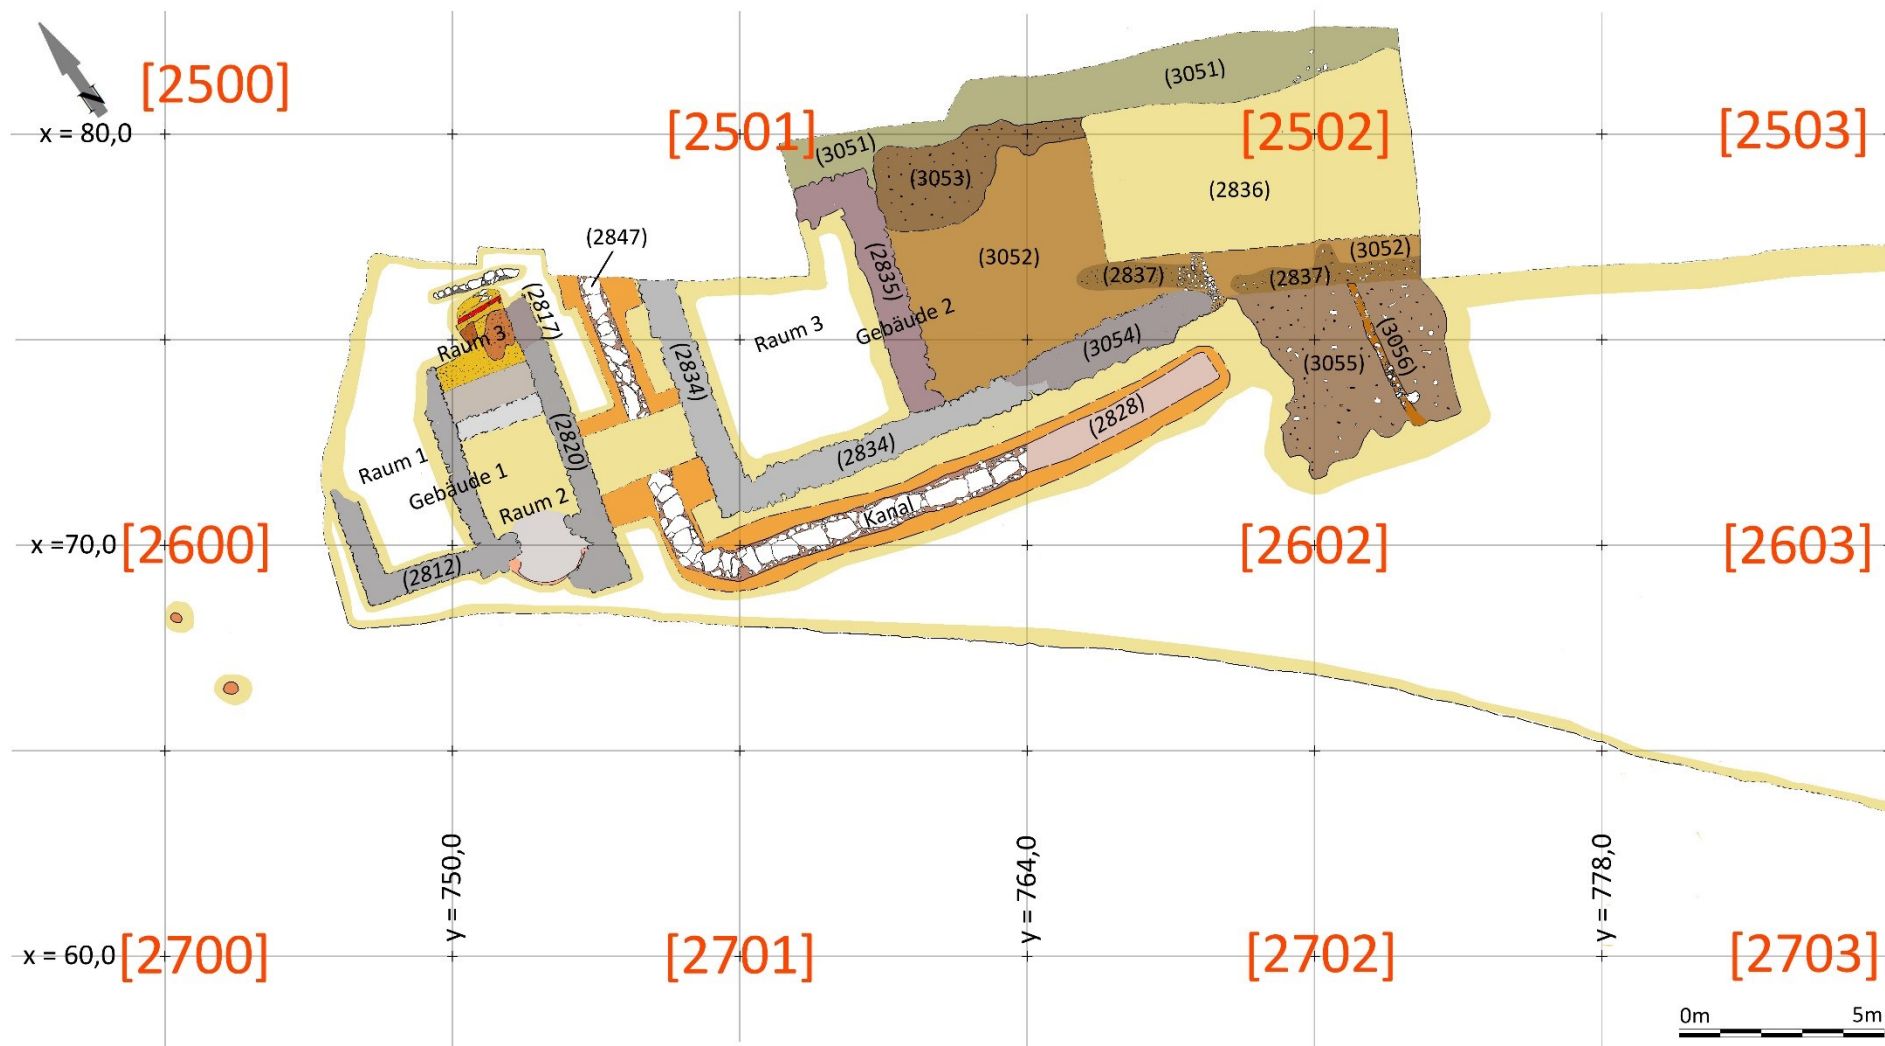 [2500]
x = 80,0
[2501]
[2502]
[2503]
(3051)
(3051)
(3053)
(2836)
(2847)
(2835)
(3052)
(3052)
(2837)
(2837)
(2817)
Raum 3
(2834)
Raum 3
Gebäude 2
(3054)
(3055)
(3056)
(2820)
(2828)
(2834)
Raum 1
Gebäude 1
Raum 2
Kanal
x =70,0
[2600]
(2812)
[2602]
[2603]
y = 750,0
y = 764,0
y = 778,0
x = 60,0
[2700]
[2701]
[2702]
[2703]
0m
5m